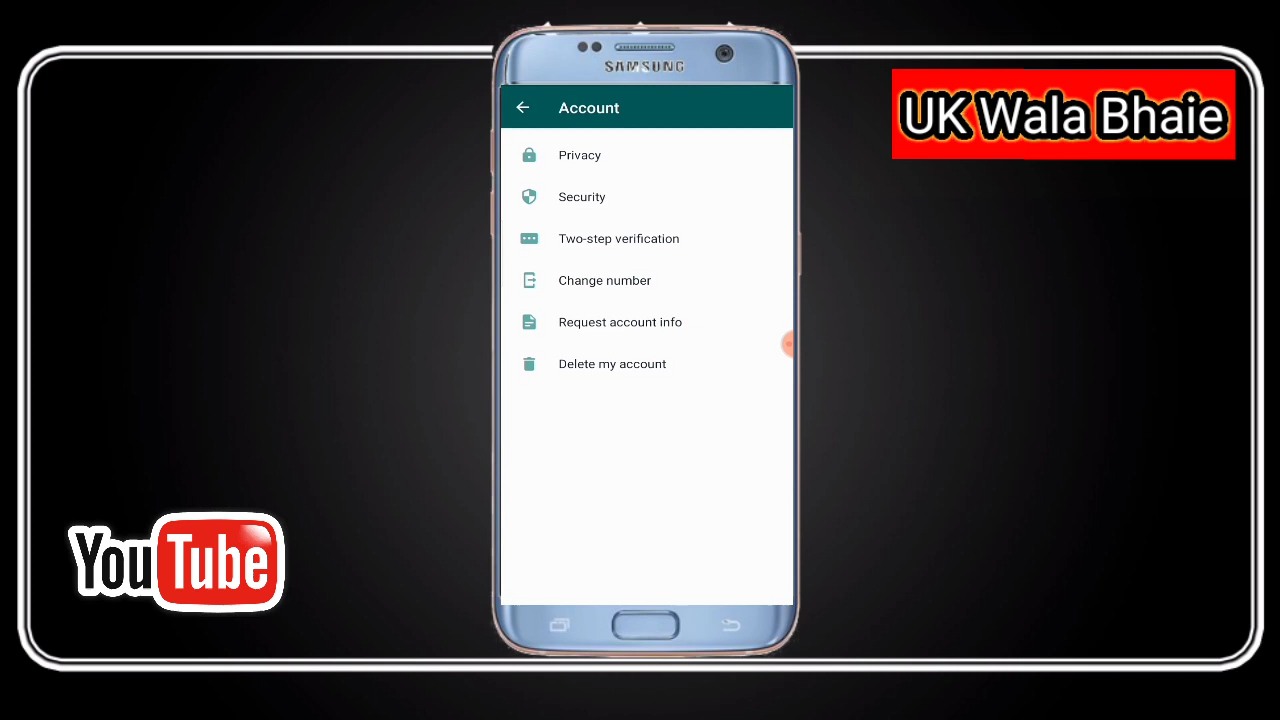 SAMSUNG
Account
UK Wala Bhaie
Privacy
Security
Two-step verification
Change number
Request account info
Delete my account
YouTube